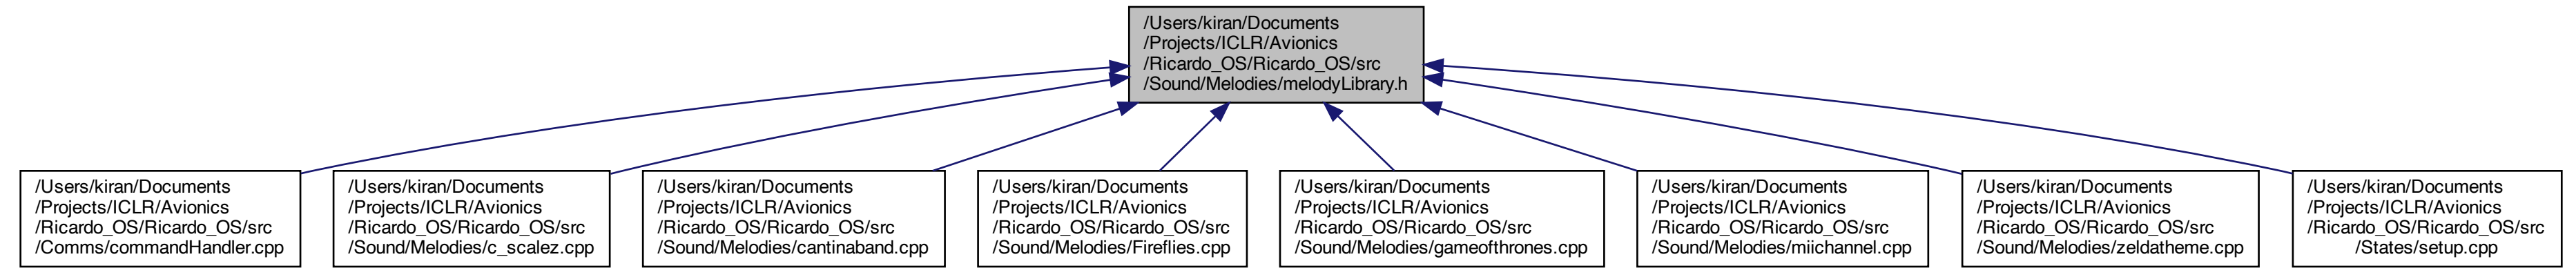 /Users/kiran/Documents
/Projects/ICLR/Avionics
/Ricardo_OS/Ricardo_OS/src
/Sound/Melodies/melodyLibrary.h
/Users/kiran/Documents
/Projects/ICLR/Avionics
/Ricardo_OS/Ricardo_OS/src
/Comms/commandHandler.cpp
/Users/kiran/Documents
/Projects/ICLR/Avionics
/Ricardo_OS/Ricardo_OS/src
/Sound/Melodies/c_scalez.cpp
/Users/kiran/Documents
/Projects/ICLR/Avionics
/Ricardo_OS/Ricardo_OS/src
/Sound/Melodies/cantinaband.cpp
/Users/kiran/Documents
/Projects/ICLR/Avionics
/Ricardo_OS/Ricardo_OS/src
/Sound/Melodies/Fireflies.cpp
/Users/kiran/Documents
/Projects/ICLR/Avionics
/Ricardo_OS/Ricardo_OS/src
/Sound/Melodies/gameofthrones.cpp
/Users/kiran/Documents
/Projects/ICLR/Avionics
/Ricardo_OS/Ricardo_OS/src
/Sound/Melodies/miichannel.cpp
/Users/kiran/Documents
/Projects/ICLR/Avionics
/Ricardo_OS/Ricardo_OS/src
/Sound/Melodies/zeldatheme.cpp
/Users/kiran/Documents
/Projects/ICLR/Avionics
/Ricardo_OS/Ricardo_OS/src
/States/setup.cpp